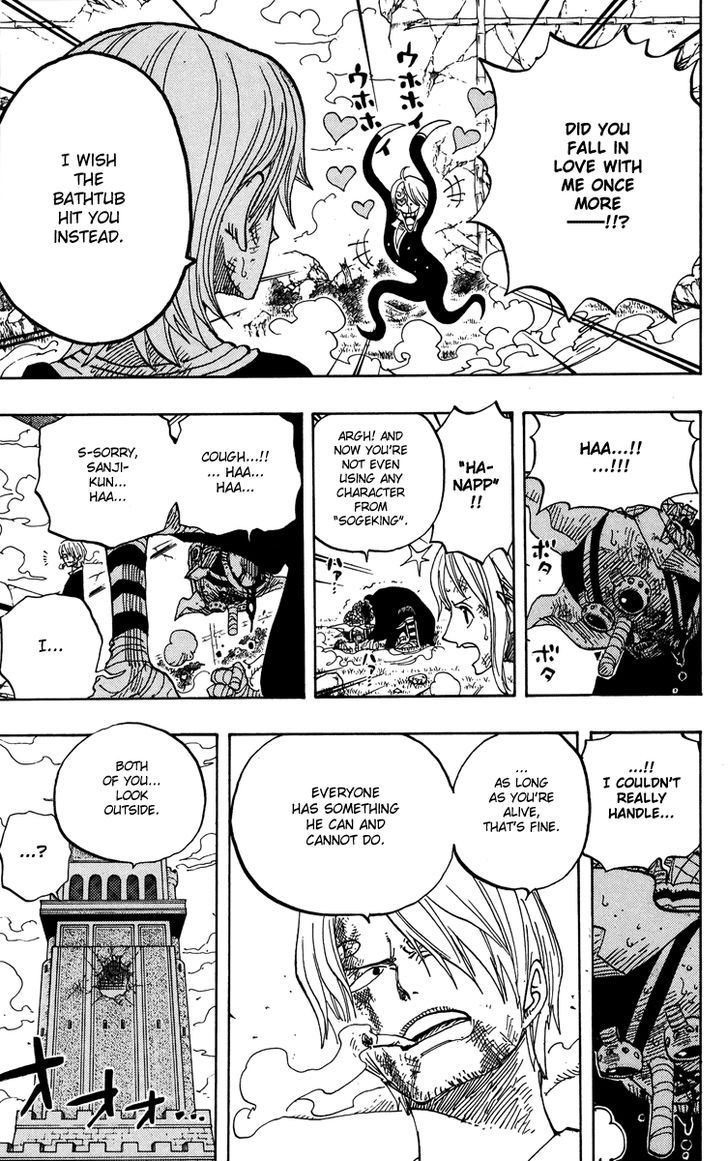 DID YOU
FALL IN
LOVE WITH
ME ONCE
MORE
——!!?
ウホホィ
ウホホィ
I WISH
THE
BATHTUB
HIT YOU
INSTEAD.
HAA...!!
...!!!
ボタ
ボタ
"HA-
NAPP"
!!
ARGH! AND
NOW YOU'RE
NOT EVEN
USING ANY
CHARACTER
FROM
"SOGEKING".
COUGH...!!
... HAA...
HAA...
S-SORRY,
SANJI-
KUN...
HAA...
I...
...!!
I COULDN'T
REALLY
HANDLE...
...
AS LONG
AS YOU'RE
ALIVE,
THAT'S FINE.
EVERYONE
HAS SOMETHING
HE CAN AND
CANNOT DO.
BOTH
OF YOU...
LOOK
OUTSIDE.
...?
オオオ...